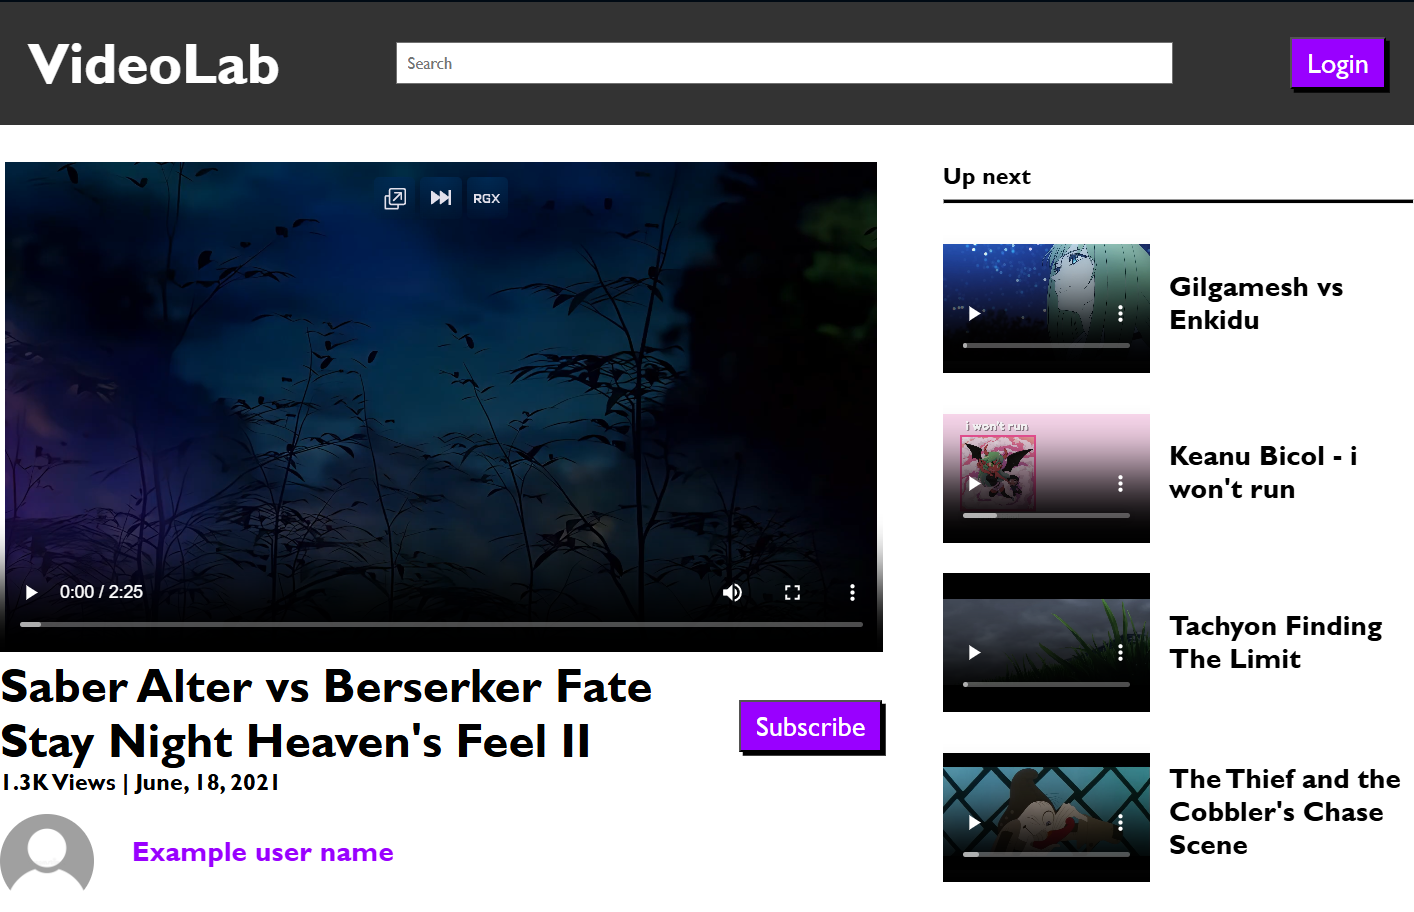 VideoLab
Search
Login
RGX
0:00 / 2:25
Saber Alter vs Berserker Fate
Stay Night Heaven's Feel II
Subscribe
1.3K Views | June, 18, 2021
Example user name
Up next
Gilgamesh vs
Enkidu
i won't run
Keanu Bicol - i
won't run
Tachyon Finding
The Limit
The Thief and the
Cobbler's Chase
Scene